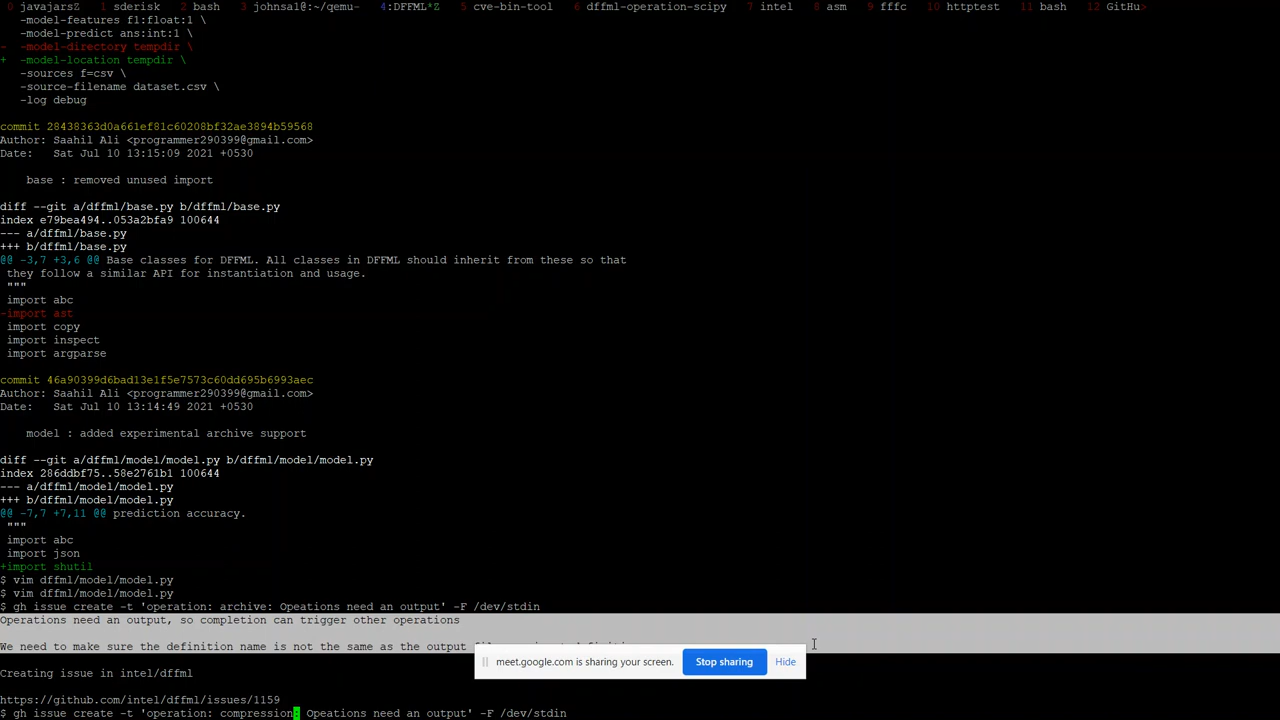 0 javajarsZ 1 sderisk 2 bash 3 johnsa1@:~/qemu- 4:DFFML*Z 5 cve-bin-tool 6 dffml-operation-scipy 7 intel 8 asm 9 fffc 10 httptest 11 bash 12 GitHu>
-model-features f1:float:1 \
-model-predict ans:int:1 \
- -model-directory tempdir \
+ -model-location tempdir \
-sources f=csv \
-source-filename dataset.csv \
-log debug
commit 28438363d0a661ef81c60208bf32ae3894b59568
Author: Saahil Ali <programmer290399@gmail.com>
Date: Sat Jul 10 13:15:09 2021 +0530
base : removed unused import
diff --git a/dffml/base.py b/dffml/base.py
index e79bea494..053a2bfa9 100644
--- a/dffml/base.py
+++ b/dffml/base.py
@@ -3,7 +3,6 @@ Base classes for DFFML. All classes in DFFML should inherit from these so that
they follow a similar API for instantiation and usage.
"""
import abc
-import ast
import copy
import inspect
import argparse
commit 46a90399d6bad13e1f5e7573c60dd695b6993aec
Author: Saahil Ali <programmer290399@gmail.com>
Date: Sat Jul 10 13:14:49 2021 +0530
model : added experimental archive support
diff --git a/dffml/model/model.py b/dffml/model/model.py
index 286ddbf75..58e2761b1 100644
--- a/dffml/model/model.py
+++ b/dffml/model/model.py
@@ -7,7 +7,11 @@ prediction accuracy.
"""
import abc
import json
+import shutil
$ vim dffml/model/model.py
$ vim dffml/model/model.py
$ gh issue create -t 'operation: archive: Opeations need an output' -F /dev/stdin
Operations need an output, so completion can trigger other operations
We need to make sure the definition name is not the same as the output
meet.google.com is sharing your screen. Stop sharing Hide
Creating issue in intel/dffml
https://github.com/intel/dffml/issues/1159
$ gh issue create -t 'operation: compression: Opeations need an output' -F /dev/stdin